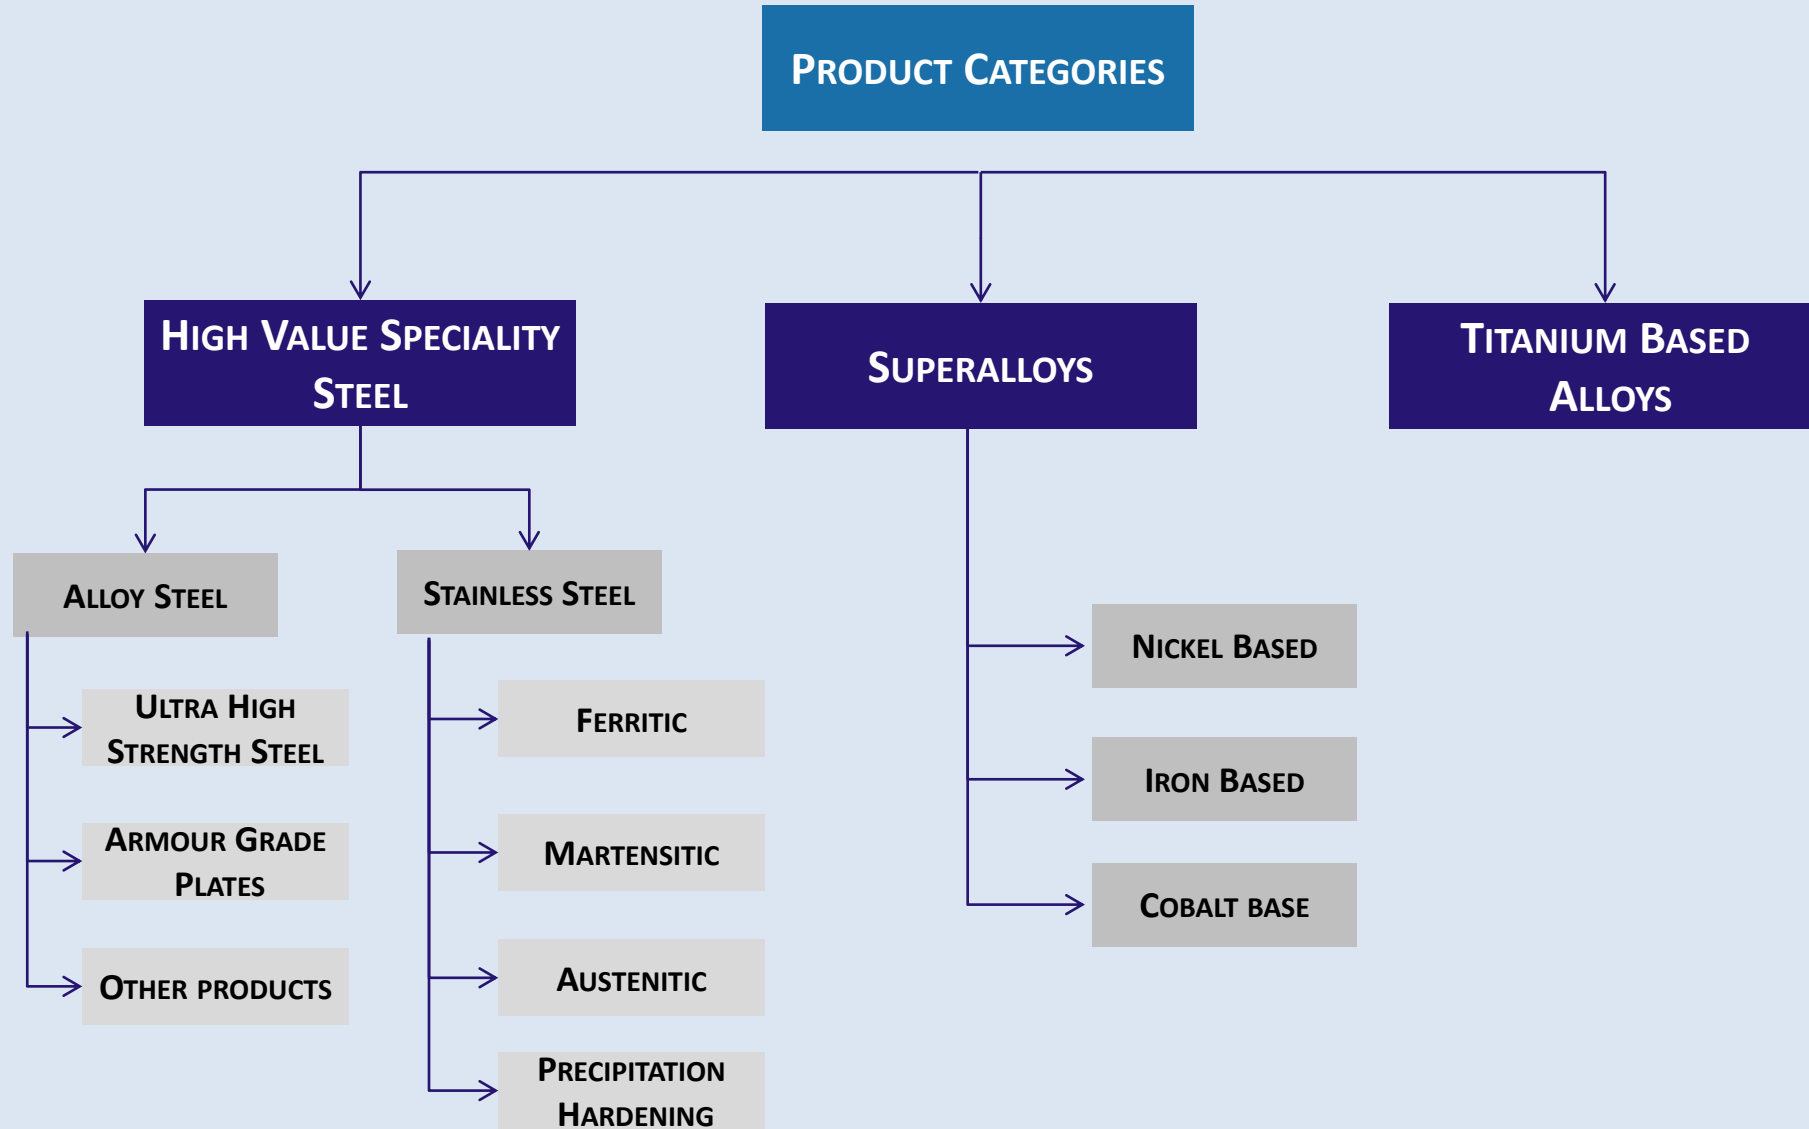 PRODUCT CATEGORIES
HIGH VALUE SPECIALITY
STEEL
SUPERALLOYS
TITANIUM BASED
ALLOYS
ALLOY STEEL
STAINLESS STEEL
ULTRA HIGH
STRENGTH STEEL
ARMOUR GRADE
PLATES
OTHER PRODUCTS
FERRITIC
MARTENSITIC
AUSTENITIC
PRECIPITATION
HARDENING
NICKEL BASED
IRON BASED
COBALT BASE